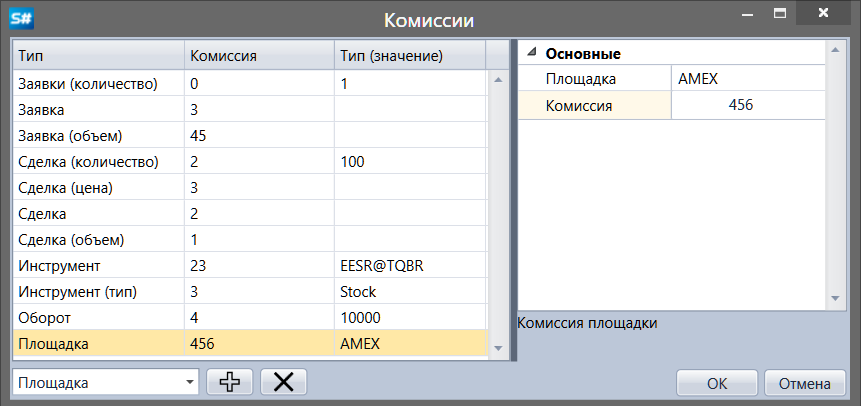 S#
Комиссии
Тип Комиссия Тип (значение)
Заявки (количество) 0 1
Заявка 3
Заявка (объем) 45
Сделка (количество) 2 100
Сделка (цена) 3
Сделка 2
Сделка (объем) 1
Инструмент 23 EESR@TQBR
Инструмент (тип) 3 Stock
Оборот 4 10000
Площадка 456 AMEX
Основные
Площадка AMEX
Комиссия 456
Комиссия площадки
Площадка
OK Отмена